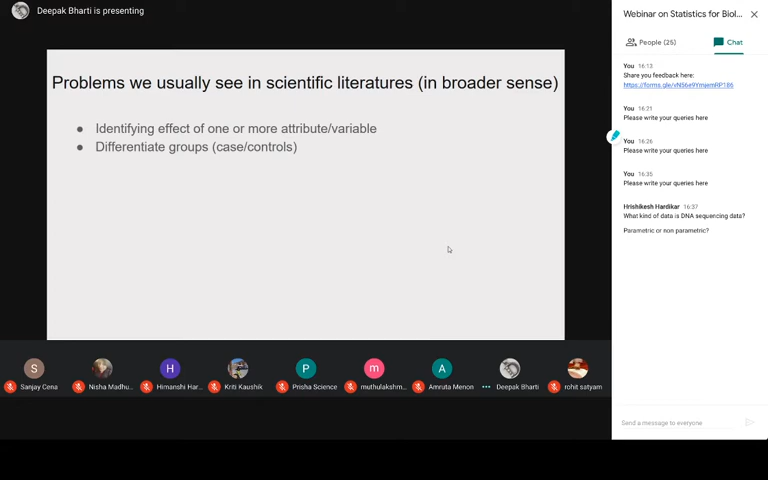 Deepak Bharti is presenting
Problems we usually see in scientific literatures (in broader sense)
● Identifying effect of one or more attribute/variable
● Differentiate groups (case/controls)
S
H
P
m
A
Sanjay Cena
Nisha Madhu...
Himanshi Har...
Kriti Kaushik
Prisha Science
muthulakshm...
Amruta Menon
Deepak Bharti
rohit satyam
Webinar on Statistics for Biol...
People (25)
Chat
You 16:13
Share you feedback here:
You 16:21
Please write your queries here
You 16:26
Please write your queries here
You 16:35
Please write your queries here
Hrishikesh Hardikar 16:37
What kind of data is DNA sequencing data?
Parametric or non parametric?
Send a message to everyone